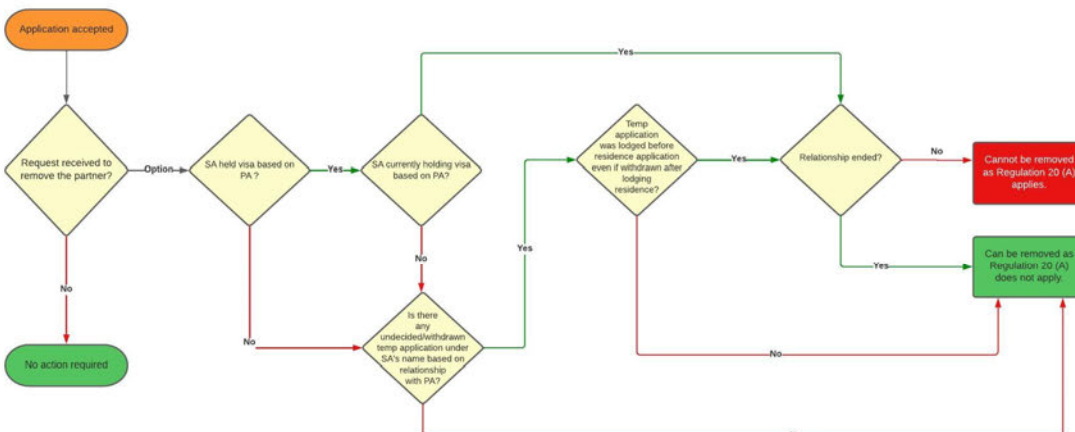 Application accepted
Yes
Request received to
remove the partner?
Option
SA held visa based on
PA ?
Yes
SA currently holding visa
based on PA?
Temp
application
was lodged before
residence application
even if withdrawn after
lodging
residence?
Yes
Relationship ended?
No
Cannot be removed
as Regulation 20 (A)
applies.
Yes
No
No
Yes
Can be removed as
Regulation 20 (A)
does not apply.
No
Is there
any
undecided/withdrawn
temp application under
SA's name based on
relationship
with PA?
No
No action required